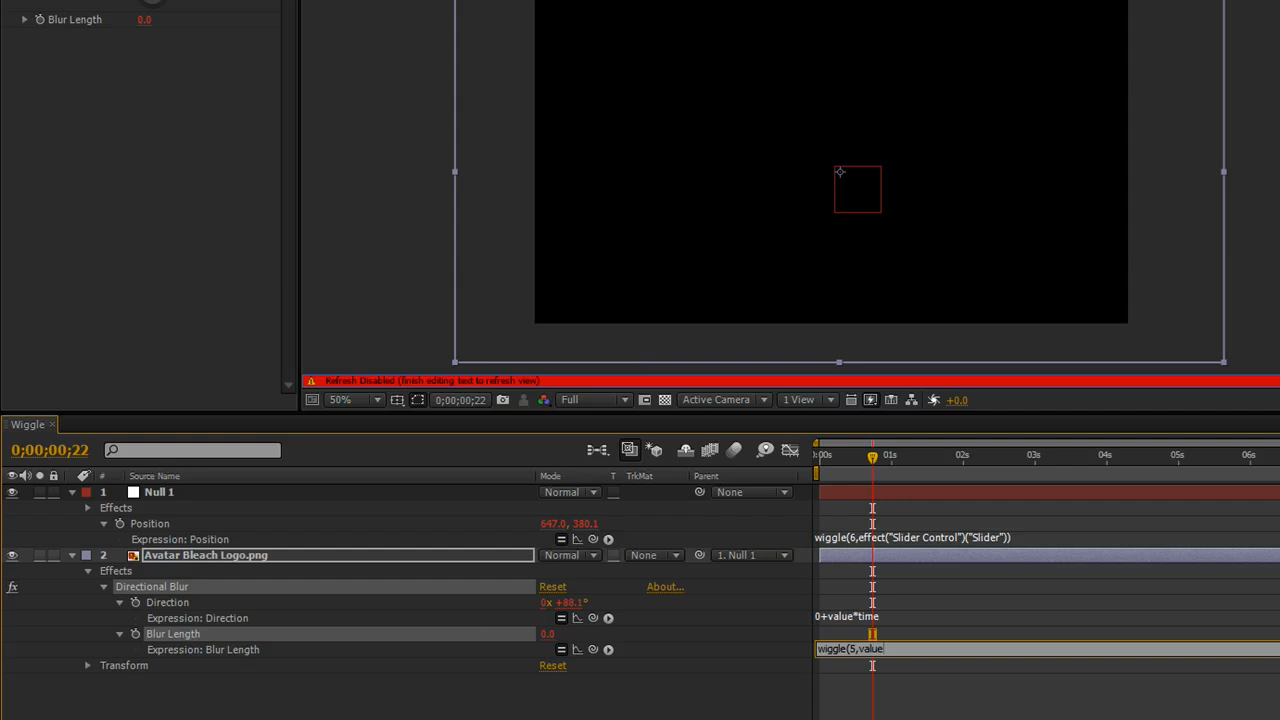 Blur Length 0.0
Refresh Disabled (finish editing text to refresh view)
50% 0;00;00;22 Full Active Camera 1 View +0.0
Wiggle
0;00;00;22
0:00s 01s 02s 03s 04s 05s 06s
# Source Name Mode T TrkMat Parent
1 Null 1 Normal None
Effects
Position 647.0, 380.1
Expression: Position wiggle(6,effect("Slider Control")("Slider"))
2 Avatar Bleach Logo.png Normal None 1. Null 1
Effects
fx Directional Blur Reset About...
Direction 0x +88.1°
Expression: Direction 0+value*time
Blur Length 0.0
Expression: Blur Length wiggle(5,value
Transform Reset